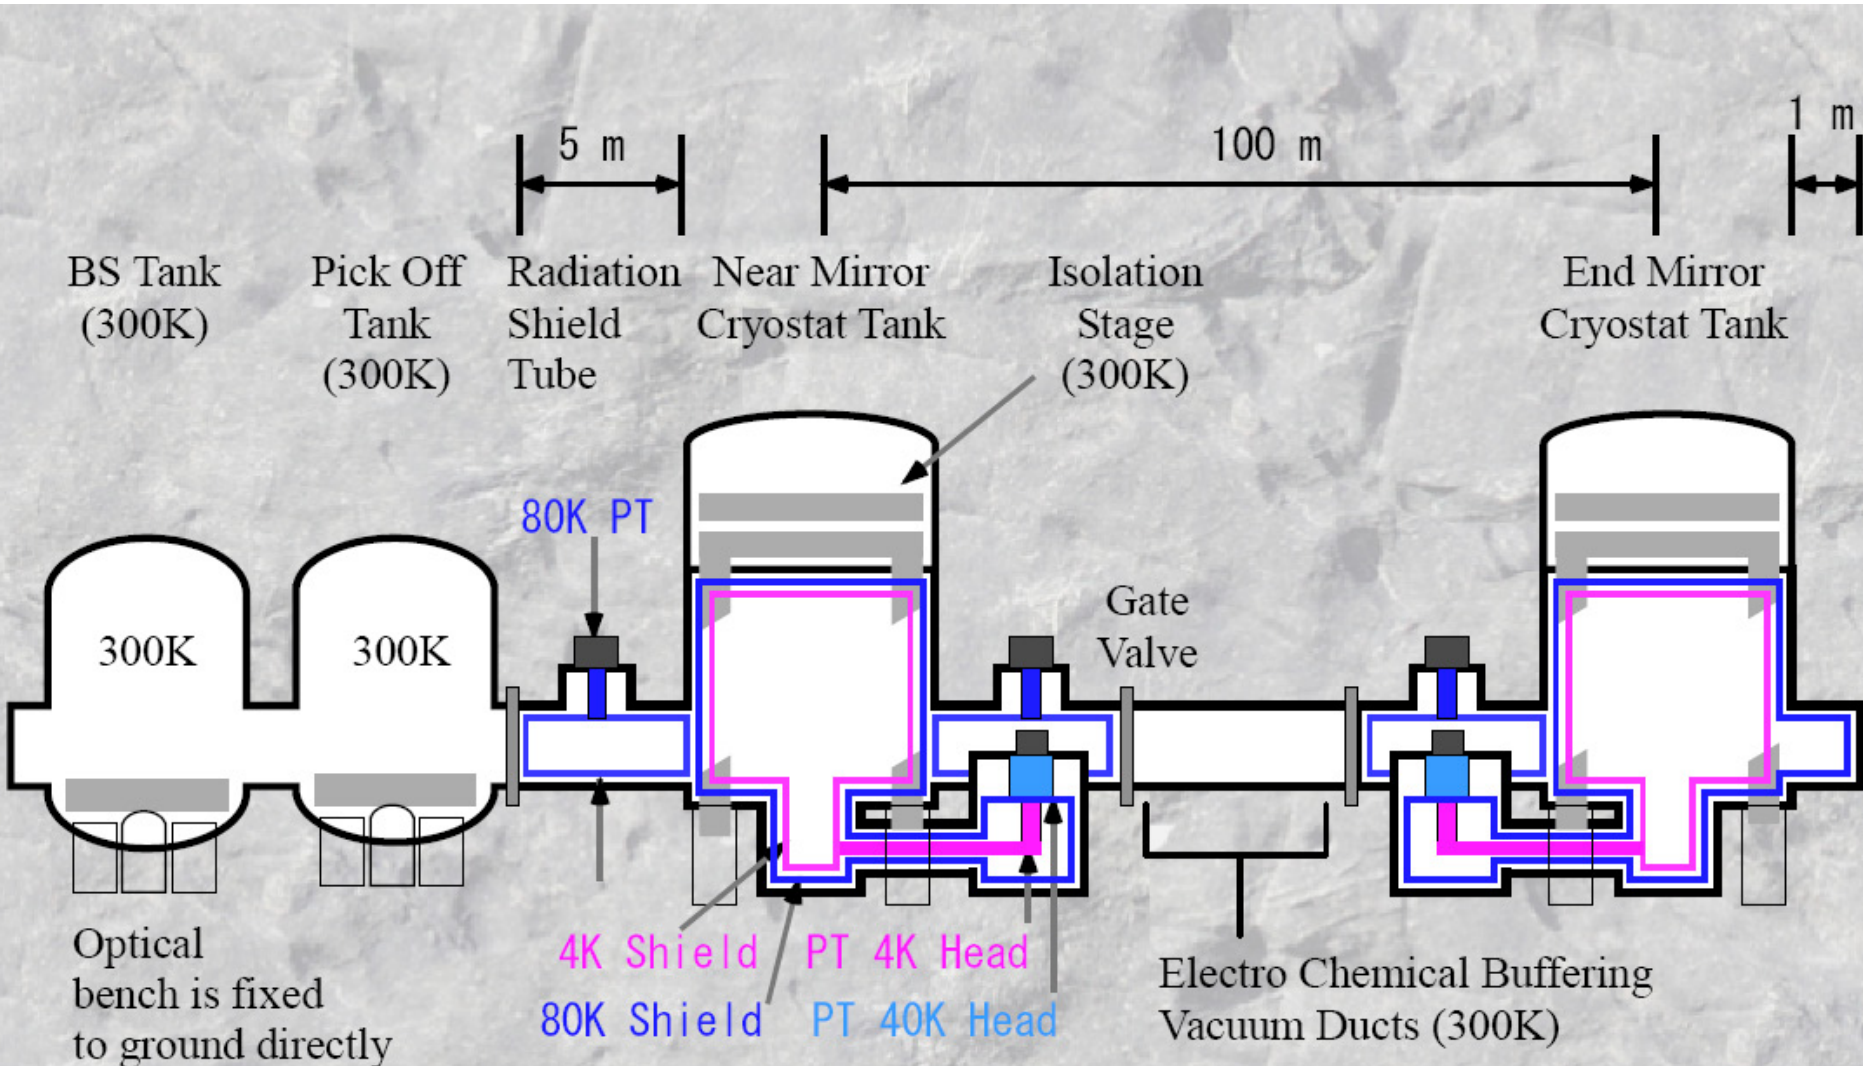 5 m
100 m
1 m
BS Tank
(300K)
Pick Off
Tank
(300K)
Radiation
Shield
Tube
Near Mirror
Cryostat Tank
Isolation
Stage
(300K)
End Mirror
Cryostat Tank
80K PT
Gate
Valve
300K
300K
4K Shield
PT 4K Head
80K Shield
PT 40K Head
Optical
bench is fixed
to ground directly
Electro Chemical Buffering
Vacuum Ducts (300K)